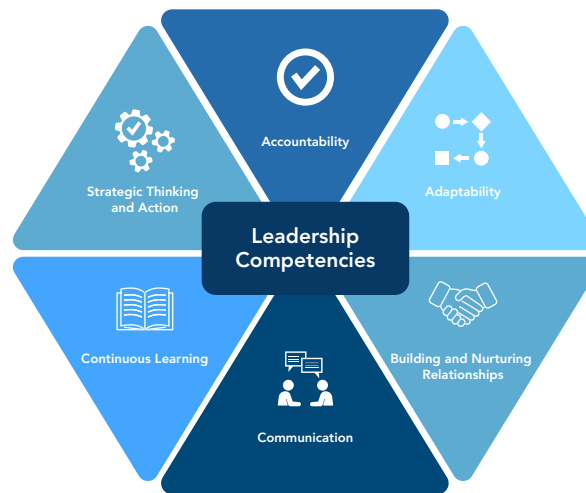 Accountability
Strategic Thinking
and Action
Adaptability
Leadership
Competencies
Continuous Learning
Building and Nurturing
Relationships
Communication